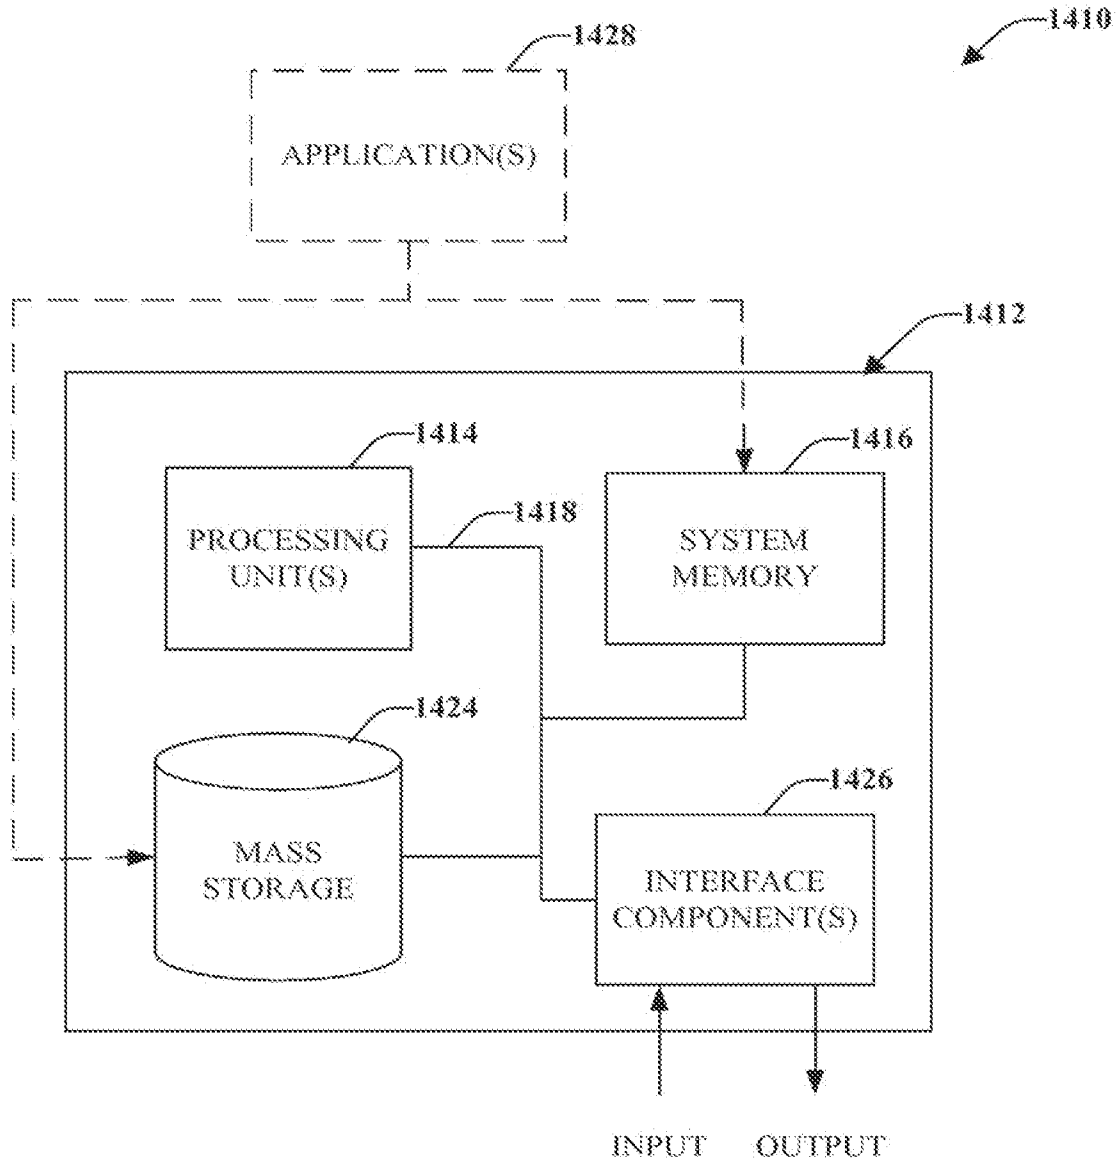 1410
1428
APPLICATION(S)
1412
1414
1416
1418
PROCESSING
UNIT(S)
SYSTEM
MEMORY
1424
1426
MASS
STORAGE
INTERFACE
COMPONENT(S)
INPUT
OUTPUT